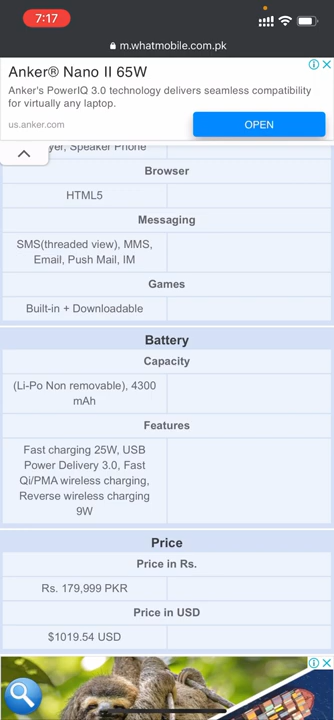 7:17
m.whatmobile.com.pk
Anker® Nano II 65W
Anker's PowerIQ 3.0 technology delivers seamless compatibility
for virtually any laptop.
us.anker.com
OPEN
yer, Speaker Phone
Browser
HTML5
Messaging
SMS(threaded view), MMS,
Email, Push Mail, IM
Games
Built-in + Downloadable
Battery
Capacity
(Li-Po Non removable), 4300
mAh
Features
Fast charging 25W, USB
Power Delivery 3.0, Fast
Qi/PMA wireless charging,
Reverse wireless charging
9W
Price
Price in Rs.
Rs. 179,999 PKR
Price in USD
$1019.54 USD